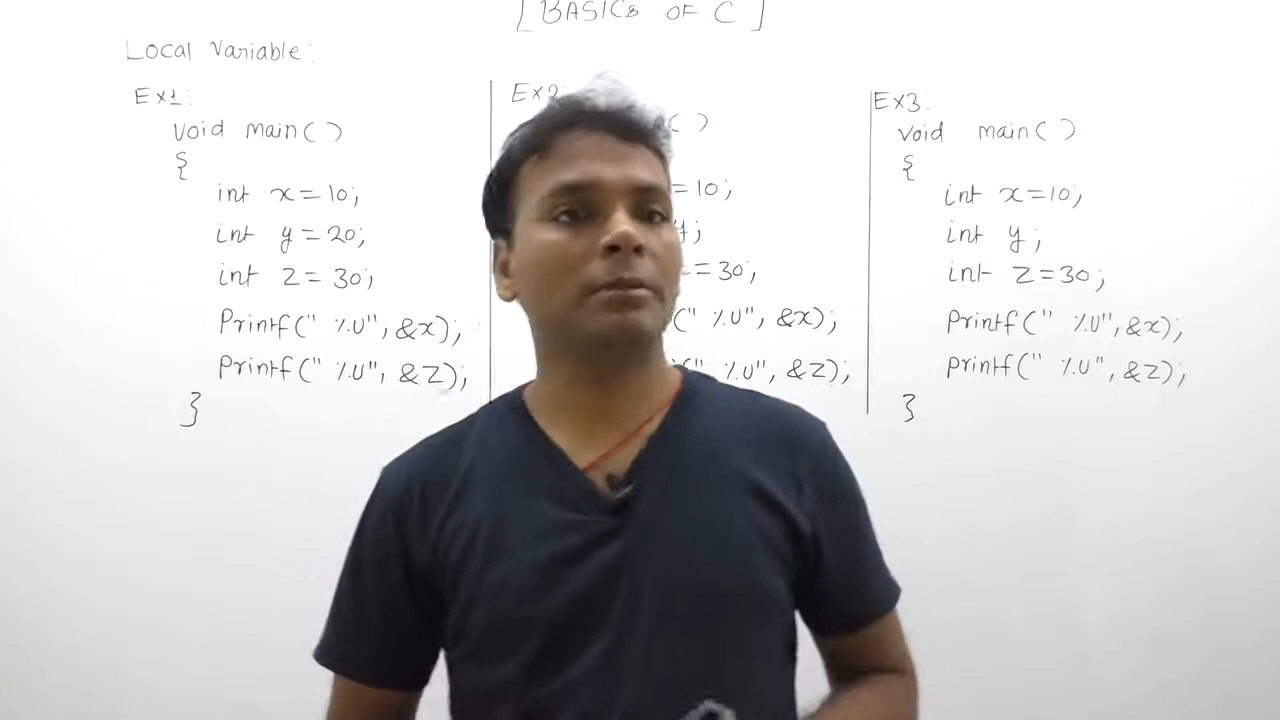 [ BASICS OF C ]
Local Variable:
Ex1:
void main( )
{
int x = 10;
int y = 20;
int z = 30;
Printf(" %u", &x);
Printf(" %u", &z);
}
Ex2
( )
= 10;
;
= 30;
(" %u", &x);
(" %u", &z);
Ex3:
void main( )
{
int x=10;
int y;
int z=30;
Printf(" %u", &x);
Printf(" %u", &z);
}